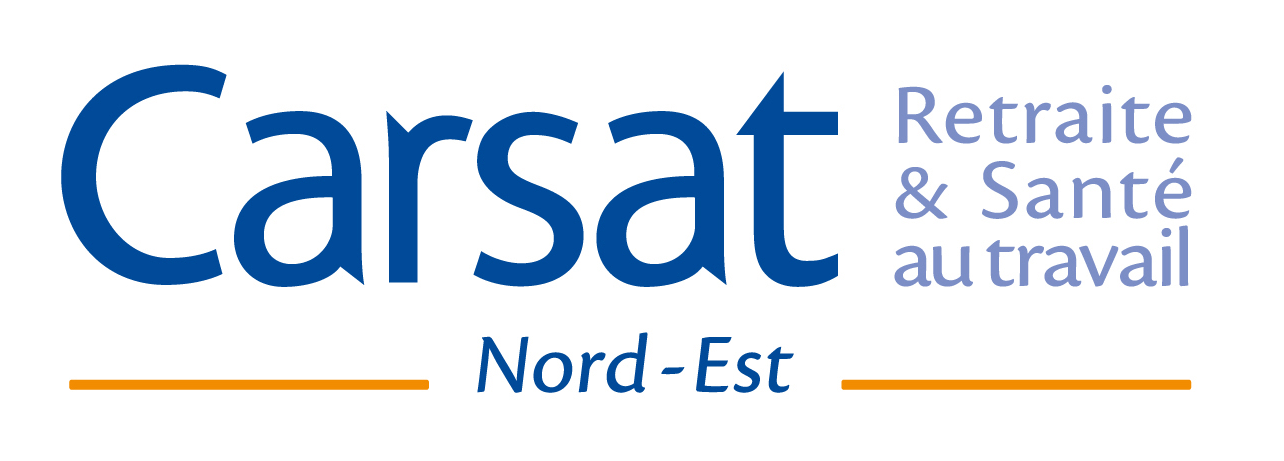 Carsat
Retraite
& Santé
au travail
Nord-Est